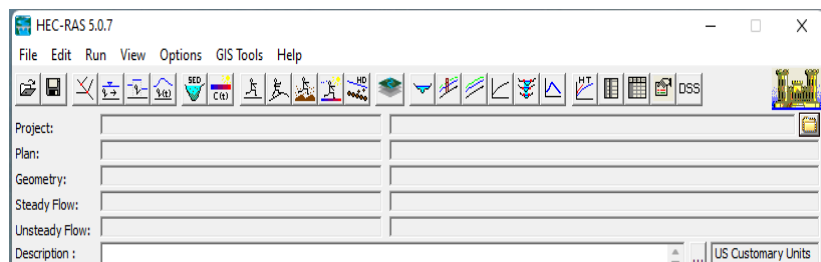 HEC-RAS 5.0.7
File Edit Run View Options GIS Tools Help
SED C(t) HD HT DSS
Project:
Plan:
Geometry:
Steady Flow:
Unsteady Flow:
Description : ... US Customary Units